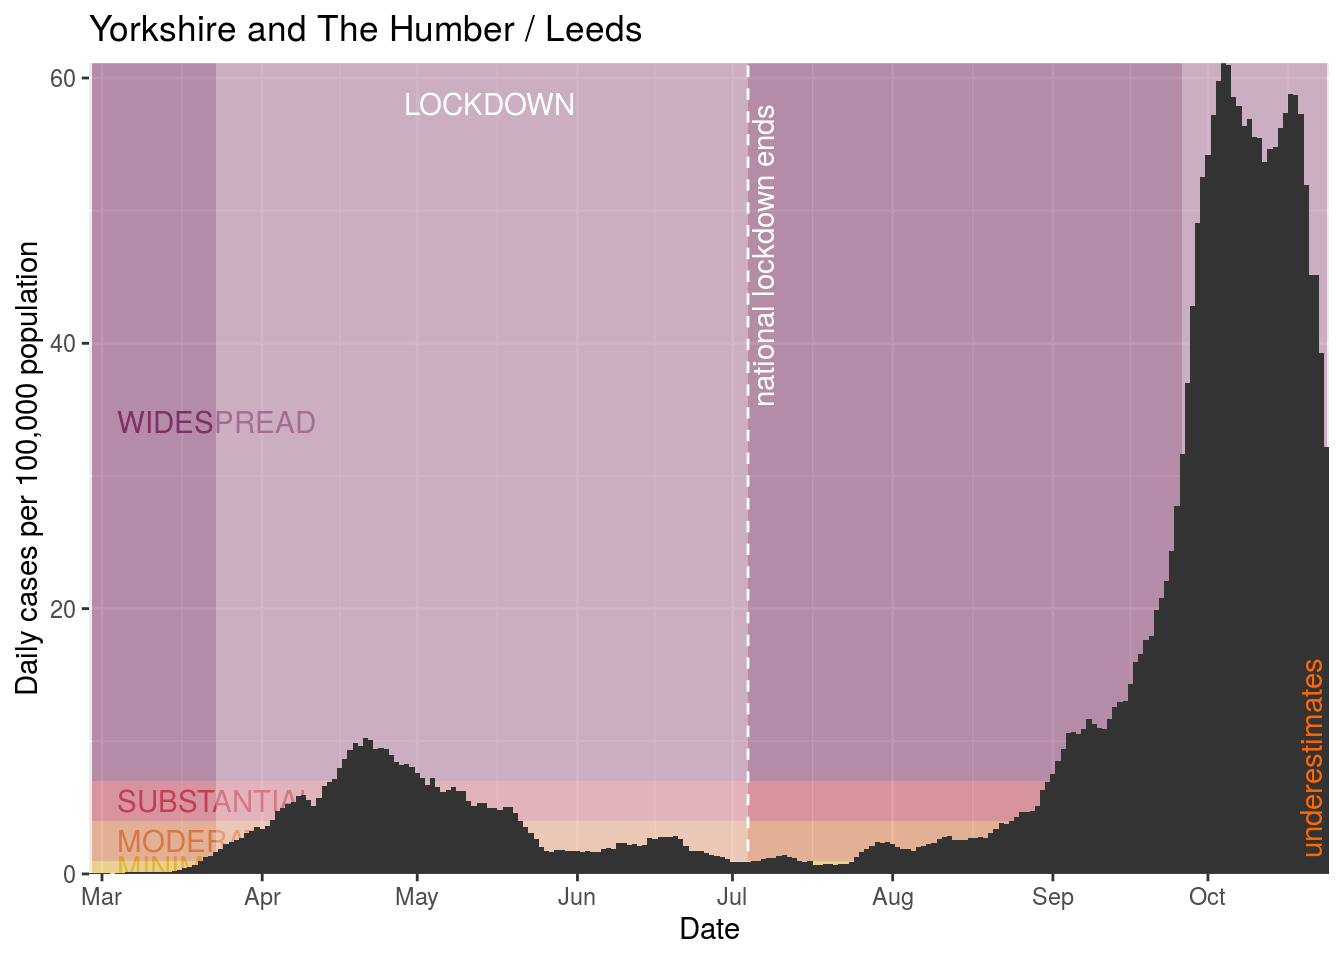 Yorkshire and The Humber / Leeds
Daily cases per 100,000 population
60
40
20
0
LOCKDOWN
national lockdown ends
WIDESPREAD
SUBSTANTIAL
underestimates
Mar Apr May Jun Jul Aug Sep Oct
Date